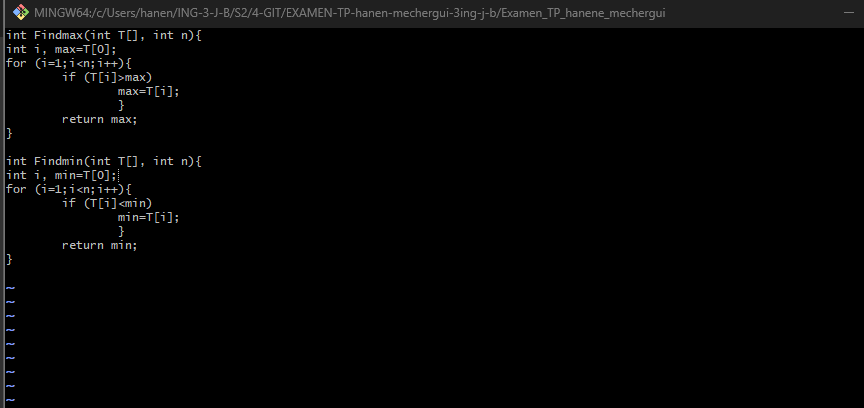 MINGW64:/c/Users/hanen/ING-3-J-B/S2/4-GIT/EXAMEN-TP-hanen-mechergui-3ing-j-b/Examen_TP_hanene_mechergui
int Findmax(int T[], int n){
int i, max=T[0];
for (i=1;i<n;i++){
        if (T[i]>max)
                max=T[i];
                }
        return max;
}

int Findmin(int T[], int n){
int i, min=T[0];
for (i=1;i<n;i++){
        if (T[i]<min)
                min=T[i];
                }
        return min;
}

~
~
~
~
~
~
~
~
~